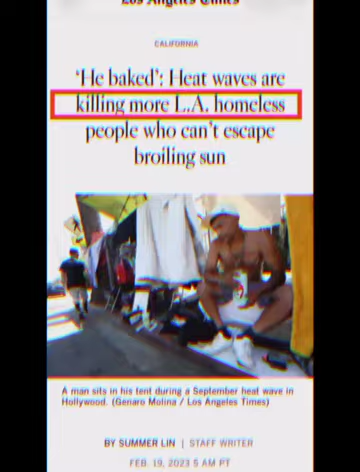 Los Angeles Times
CALIFORNIA
‘He baked’: Heat waves are
killing more L.A. homeless
people who can’t escape
broiling sun
A man sits in his tent during a September heat wave in
Hollywood. (Genaro Molina / Los Angeles Times)
BY SUMMER LIN | STAFF WRITER
FEB. 19, 2023 5 AM PT